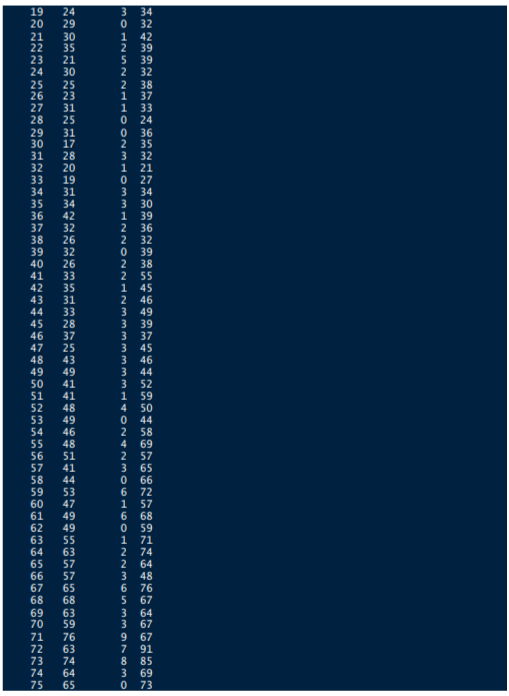 19 24 3 34
20 29 0 32
21 30 1 42
22 35 2 39
23 21 5 39
24 30 2 32
25 25 2 38
26 23 1 37
27 31 1 33
28 25 0 24
29 31 0 36
30 17 2 35
31 28 3 32
32 20 1 21
33 19 0 27
34 31 3 34
35 34 3 30
36 42 1 39
37 32 2 36
38 26 2 32
39 32 0 39
40 26 2 38
41 33 2 55
42 35 1 45
43 31 2 46
44 33 3 49
45 28 3 39
46 37 3 37
47 25 3 45
48 43 3 46
49 49 3 44
50 41 3 52
51 41 1 59
52 48 4 50
53 49 0 44
54 46 2 58
55 48 4 69
56 51 2 57
57 41 3 65
58 44 0 66
59 53 6 72
60 47 1 57
61 49 6 68
62 49 0 59
63 55 1 71
64 63 2 74
65 57 2 64
66 57 3 48
67 65 6 76
68 68 5 67
69 63 3 64
70 59 3 67
71 76 9 67
72 63 7 91
73 74 8 85
74 64 3 69
75 65 0 73